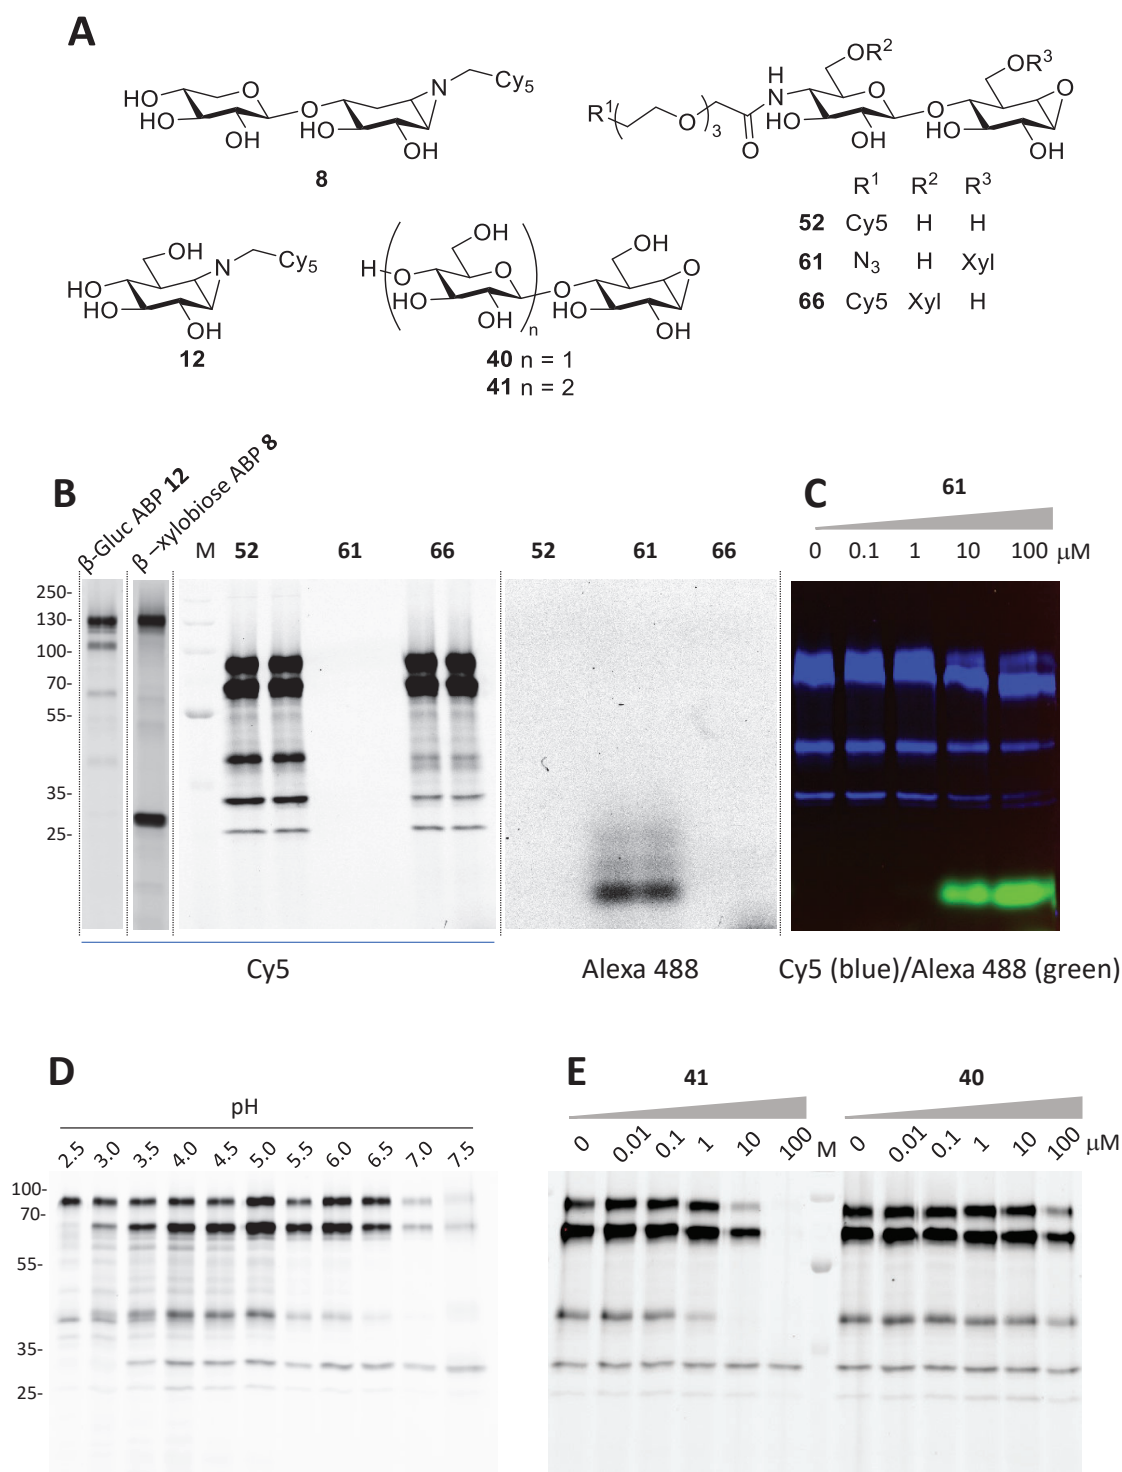 A
HO
O
HO
OH
O
HO
OH
N
Cy5
8
OR²
OR³
R¹
O
3
O
H
N
HO
O
OH
O
HO
OH
O
R¹ R² R³
52 Cy5 H H
61 N₃ H Xyl
66 Cy5 Xyl H
OH
HO
HO
OH
N
Cy5
12
OH
H
O
HO
O
OH
n
O
OH
HO
OH
O
40 n = 1
41 n = 2
B
β-Gluc ABP 12
β –xylobiose ABP 8
M 52 61 66
52 61 66
250-
130-
100-
70-
55-
35-
25-
Cy5
Alexa 488
C
61
0 0.1 1 10 100 μM
Cy5 (blue)/Alexa 488 (green)
D
pH
2.5 3.0 3.5 4.0 4.5 5.0 5.5 6.0 6.5 7.0 7.5
100-
70-
55-
35-
25-
E
41 40
0 0.01 0.1 1 10 100 M 0 0.01 0.1 1 10 100 μM